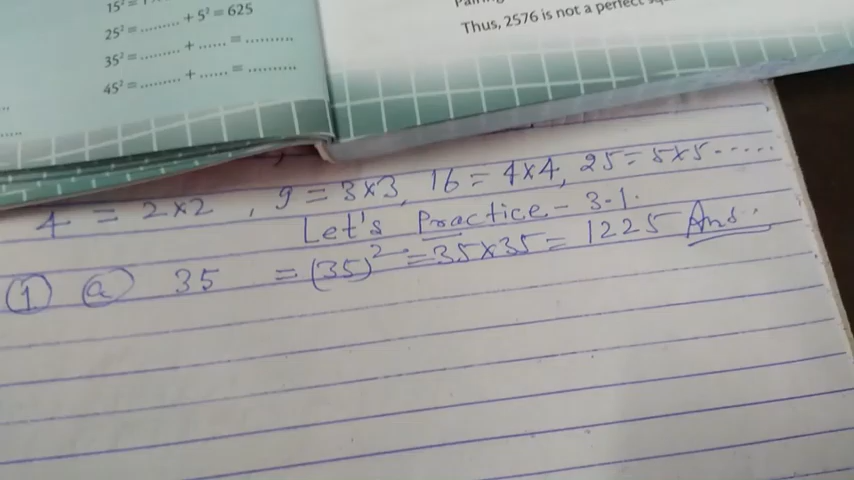 15² =
25² = ......... + 5² = 625
35² = ......... + ...... = ..........
45² = ......... + ...... = ..........
Thus, 2576 is not a perfect
4 = 2×2 , 9 = 3×3, 16 = 4×4, 25 = 5×5......
Let's Practice - 3.1.
① ⓐ 35 = (35)² = 35×35 = 1225 Ans.